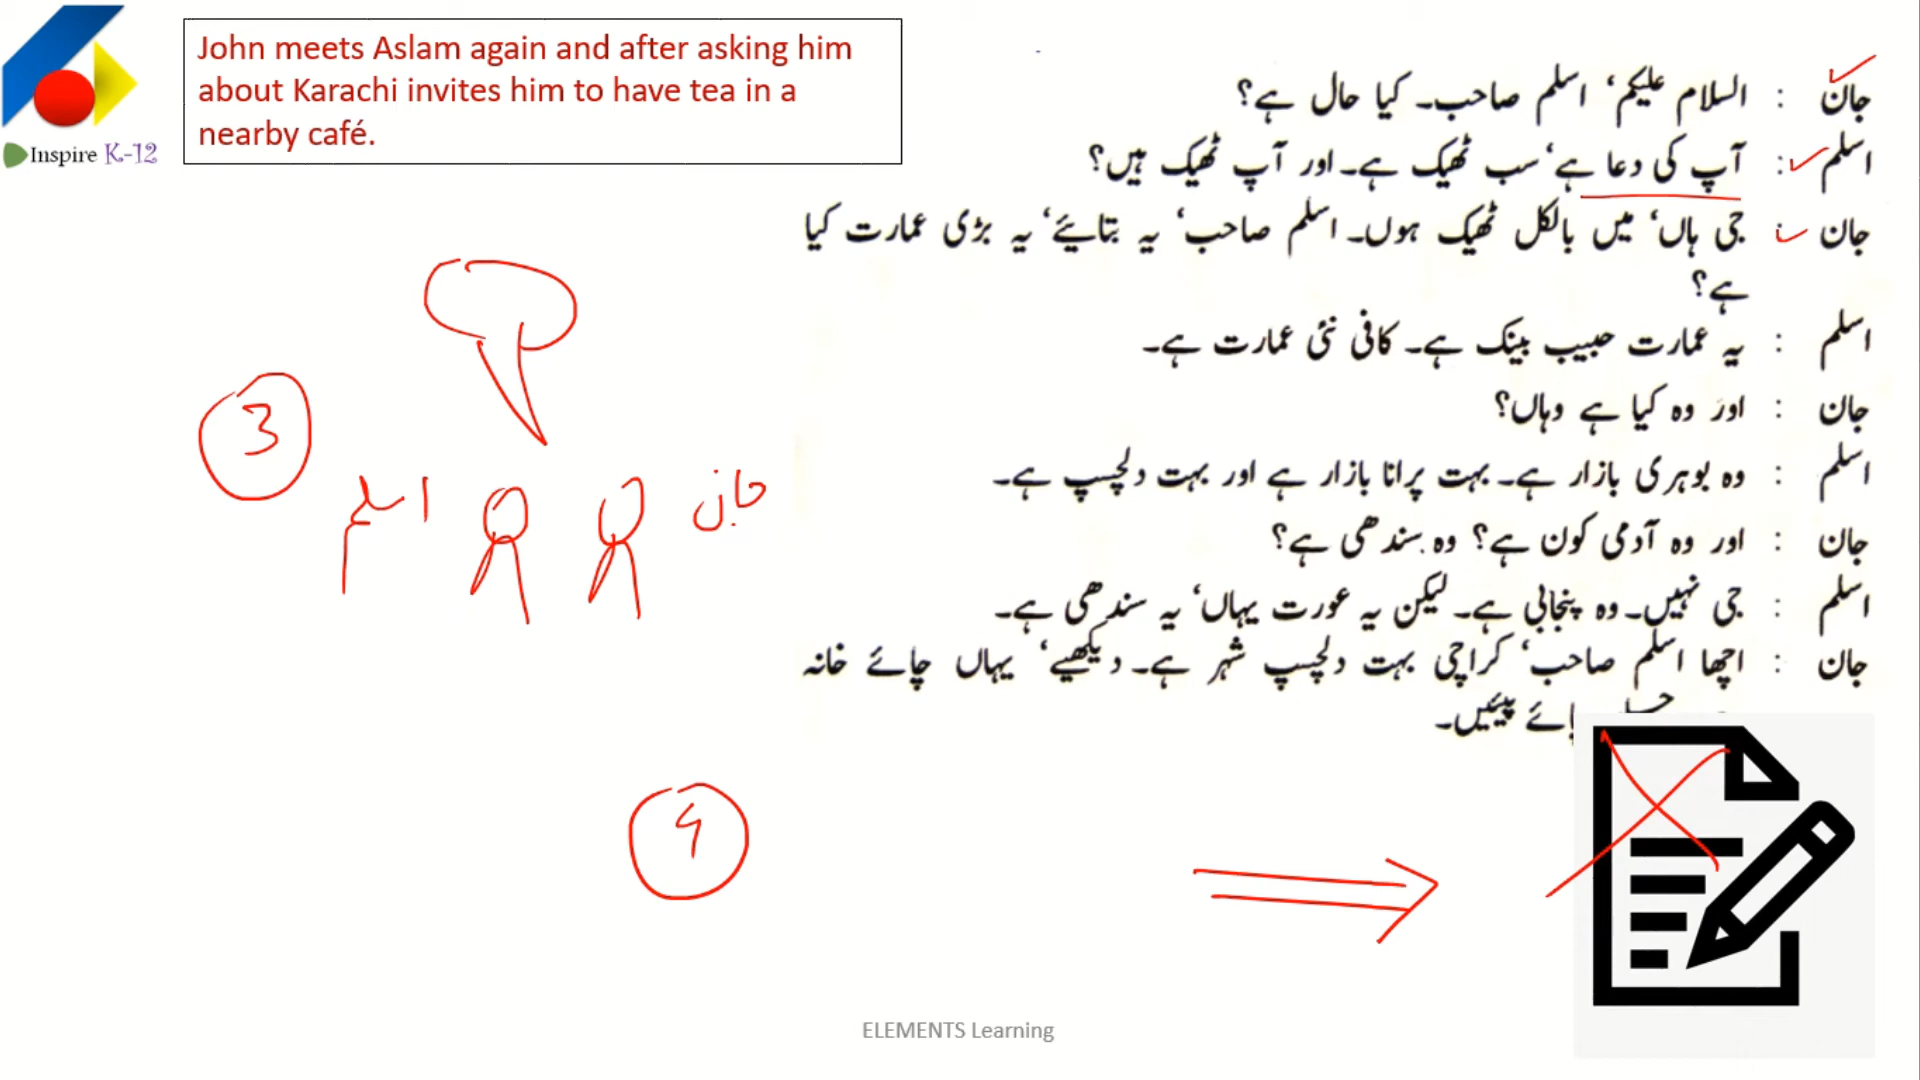 John meets Aslam again and after asking him
about Karachi invites him to have tea in a
nearby café.
Inspire K-12
جان : السلام علیکم، اسلم صاحب۔ کیا حال ہے؟
اسلم : آپ کی دعا ہے، سب ٹھیک ہے۔ اور آپ ٹھیک ہیں؟
جان : جی ہاں، میں بالکل ٹھیک ہوں۔ اسلم صاحب، یہ بتائیے، یہ بڑی عمارت کیا
ہے؟
اسلم : یہ عمارت حبیب بینک ہے۔ کافی نئی عمارت ہے۔
جان : اور وہ کیا ہے وہاں؟
اسلم : وہ بوہری بازار ہے۔ بہت پرانا بازار ہے اور بہت دلچسپ ہے۔
جان : اور وہ آدمی کون ہے؟ وہ سندھی ہے؟
اسلم : جی نہیں۔ وہ پنجابی ہے۔ لیکن یہ عورت یہاں، یہ سندھی ہے۔
جان : اچھا اسلم صاحب، کراچی بہت دلچسپ شہر ہے۔ دیکھیے، یہاں چائے خانہ
پیئیں۔
3
اسلم
جان
ELEMENTS Learning